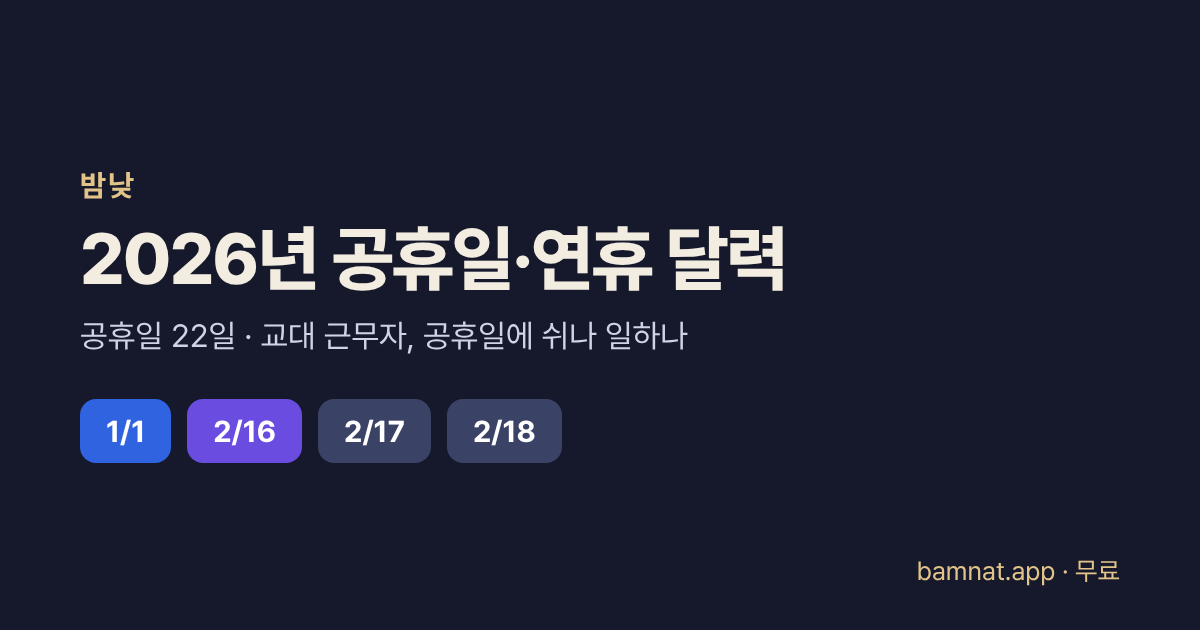 밤낮
2026년 공휴일·연휴 달력
공휴일 22일 · 교대 근무자, 공휴일에 쉬나 일하나
1/1 2/16 2/17 2/18
bamnat.app · 무료